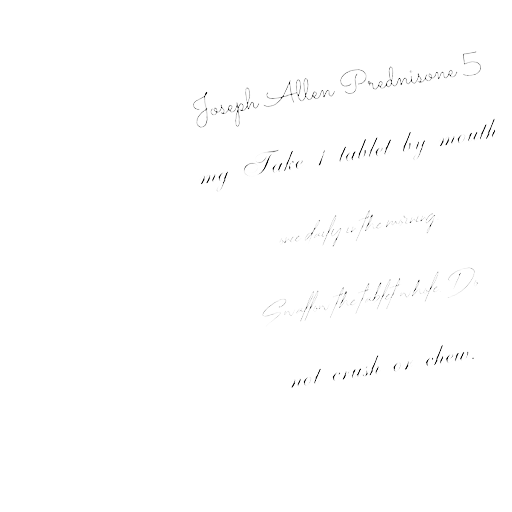 Joseph Allen Prednisone 5
my Take 1 tablet by mouth
once daily in the morning
Swallow the tablet whole Do
not crush or chew.